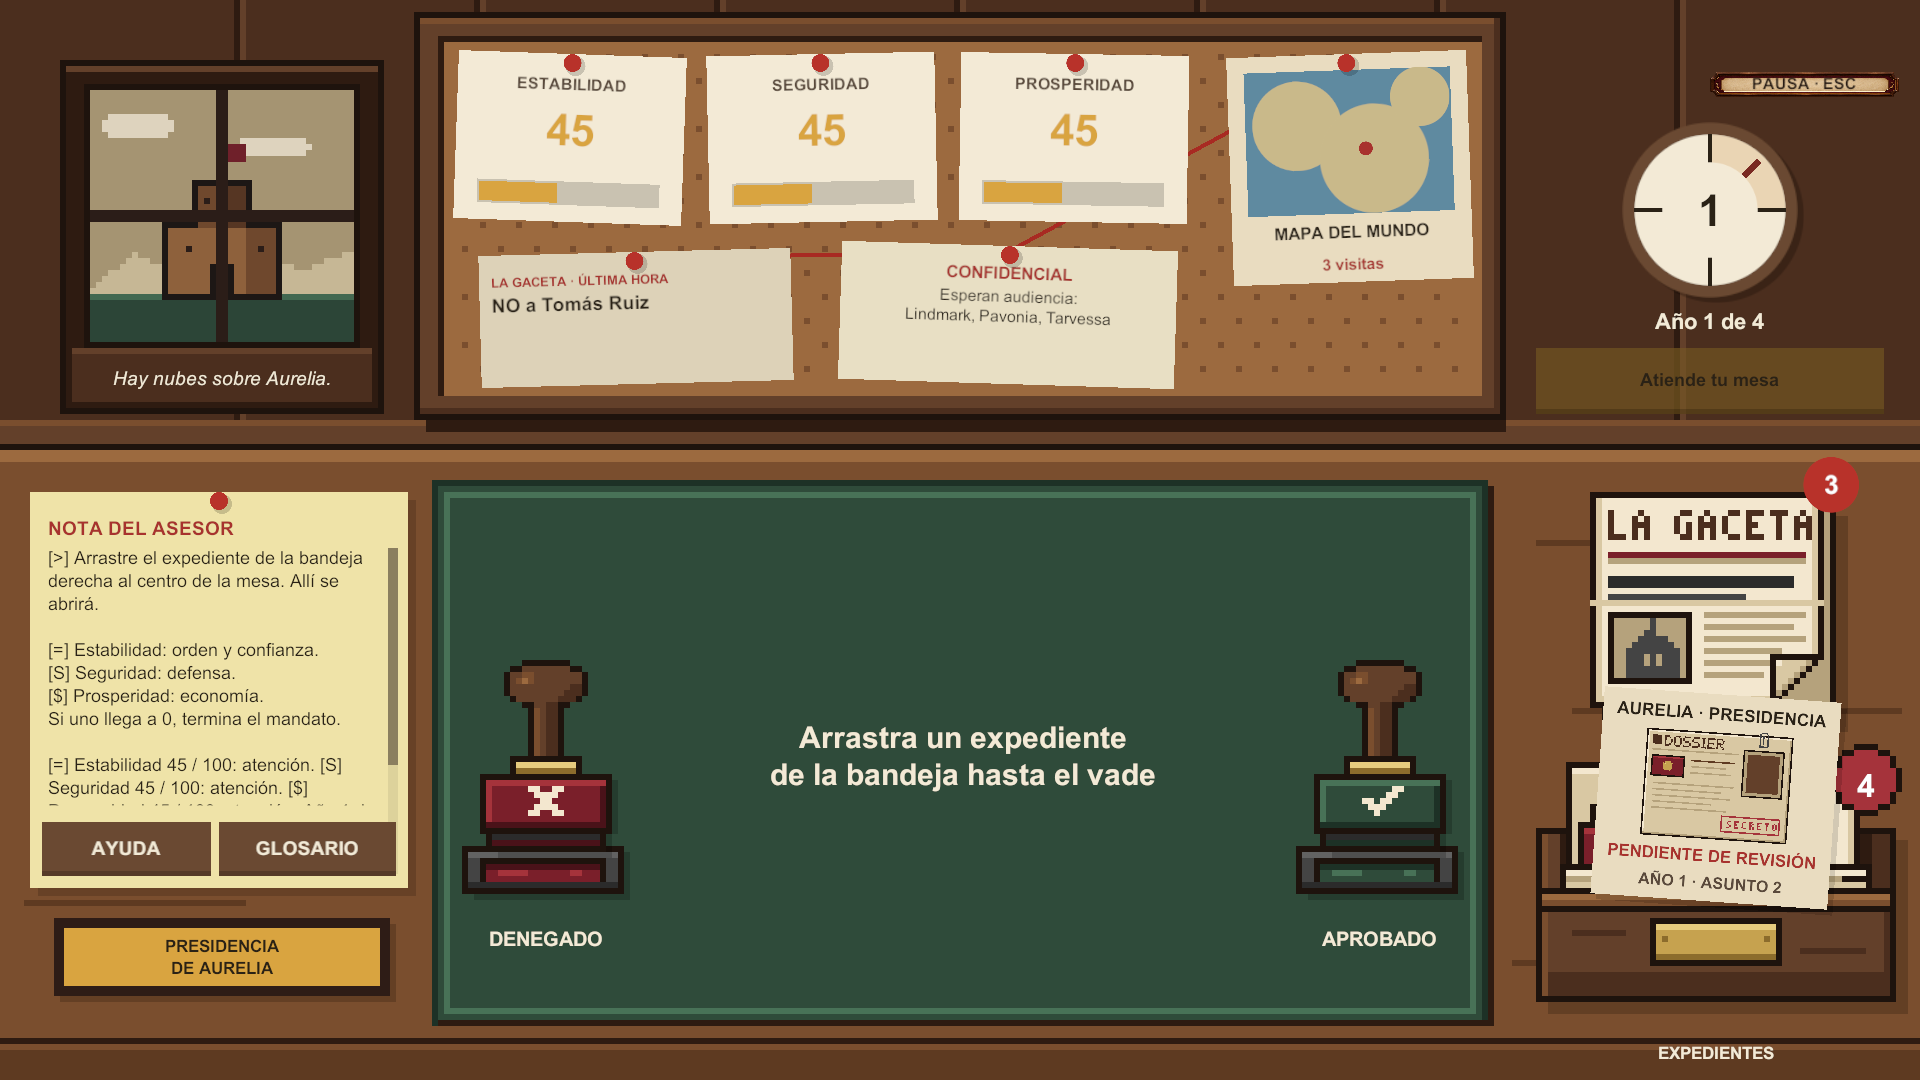 ESTABILIDAD
45
SEGURIDAD
45
PROSPERIDAD
45
MAPA DEL MUNDO
3 visitas
PAUSA · ESC
1
Año 1 de 4
Atiende tu mesa
Hay nubes sobre Aurelia.
LA GACETA · ÚLTIMA HORA
NO a Tomás Ruiz
CONFIDENCIAL
Esperan audiencia:
Lindmark, Pavonia, Tarvessa
NOTA DEL ASESOR
[>] Arrastre el expediente de la bandeja
derecha al centro de la mesa. Allí se
abrirá.
[=] Estabilidad: orden y confianza.
[S] Seguridad: defensa.
[$] Prosperidad: economía.
Si uno llega a 0, termina el mandato.
[=] Estabilidad 45 / 100: atención. [S]
Seguridad 45 / 100: atención. [$]
AYUDA
GLOSARIO
PRESIDENCIA
DE AURELIA
Arrastra un expediente
de la bandeja hasta el vade
DENEGADO
APROBADO
3
LA GACETA
AURELIA · PRESIDENCIA
DOSSIER
SECRETO
PENDIENTE DE REVISIÓN
AÑO 1 · ASUNTO 2
4
EXPEDIENTES